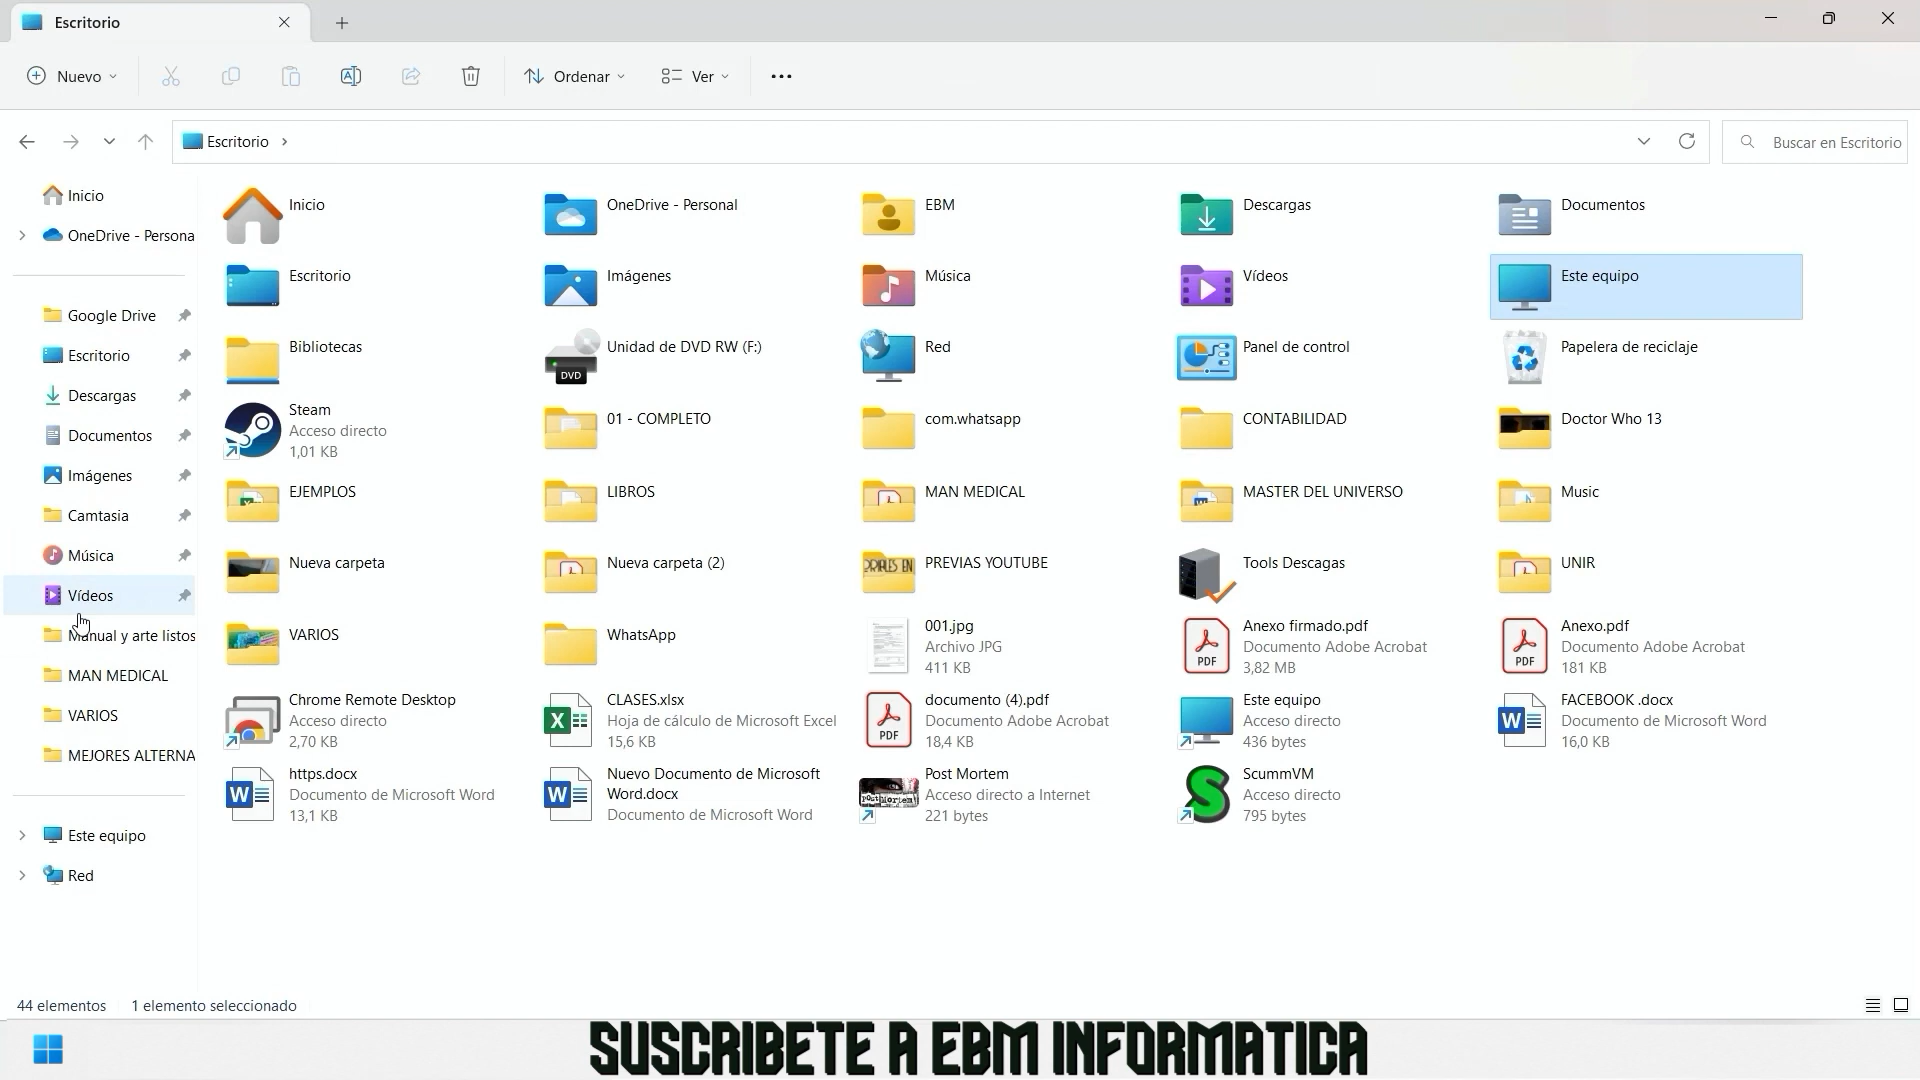 Escritorio
Nuevo
Ordenar
Ver
Escritorio
Buscar en Escritorio
Inicio
OneDrive - Persona
Google Drive
Escritorio
Descargas
Documentos
Imágenes
Camtasia
Música
Vídeos
Manual y arte listos
MAN MEDICAL
VARIOS
MEJORES ALTERNA
Este equipo
Red
Inicio
OneDrive - Personal
EBM
Descargas
Documentos
Escritorio
Imágenes
Música
Vídeos
Este equipo
Bibliotecas
Unidad de DVD RW (F:)
DVD
Red
Panel de control
Papelera de reciclaje
Steam
Acceso directo
1,01 KB
01 - COMPLETO
com.whatsapp
CONTABILIDAD
Doctor Who 13
EJEMPLOS
LIBROS
MAN MEDICAL
MASTER DEL UNIVERSO
Music
Nueva carpeta
Nueva carpeta (2)
PREVIAS YOUTUBE
Tools Descagas
UNIR
VARIOS
WhatsApp
001.jpg
Archivo JPG
411 KB
PDF
Anexo firmado.pdf
Documento Adobe Acrobat
3,82 MB
PDF
Anexo.pdf
Documento Adobe Acrobat
181 KB
Chrome Remote Desktop
Acceso directo
2,70 KB
CLASES.xlsx
Hoja de cálculo de Microsoft Excel
15,6 KB
PDF
documento (4).pdf
Documento Adobe Acrobat
18,4 KB
Este equipo
Acceso directo
436 bytes
FACEBOOK .docx
Documento de Microsoft Word
16,0 KB
https.docx
Documento de Microsoft Word
13,1 KB
Nuevo Documento de Microsoft
Word.docx
Documento de Microsoft Word
Post Mortem
Acceso directo a Internet
221 bytes
ScummVM
Acceso directo
795 bytes
44 elementos
1 elemento seleccionado
SUSCRIBETE A EBM INFORMATICA